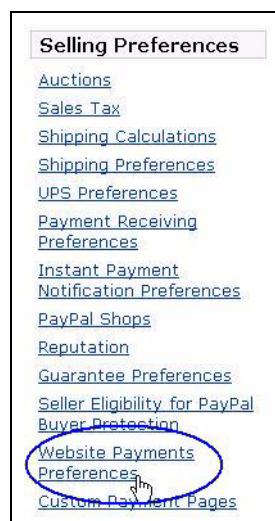 Selling Preferences
Auctions
Sales Tax
Shipping Calculations
Shipping Preferences
UPS Preferences
Payment Receiving
Preferences
Instant Payment
Notification Preferences
PayPal Shops
Reputation
Guarantee Preferences
Seller Eligibility for PayPal
Buyer Protection
Website Payments
Preferences
Custom Payment Pages